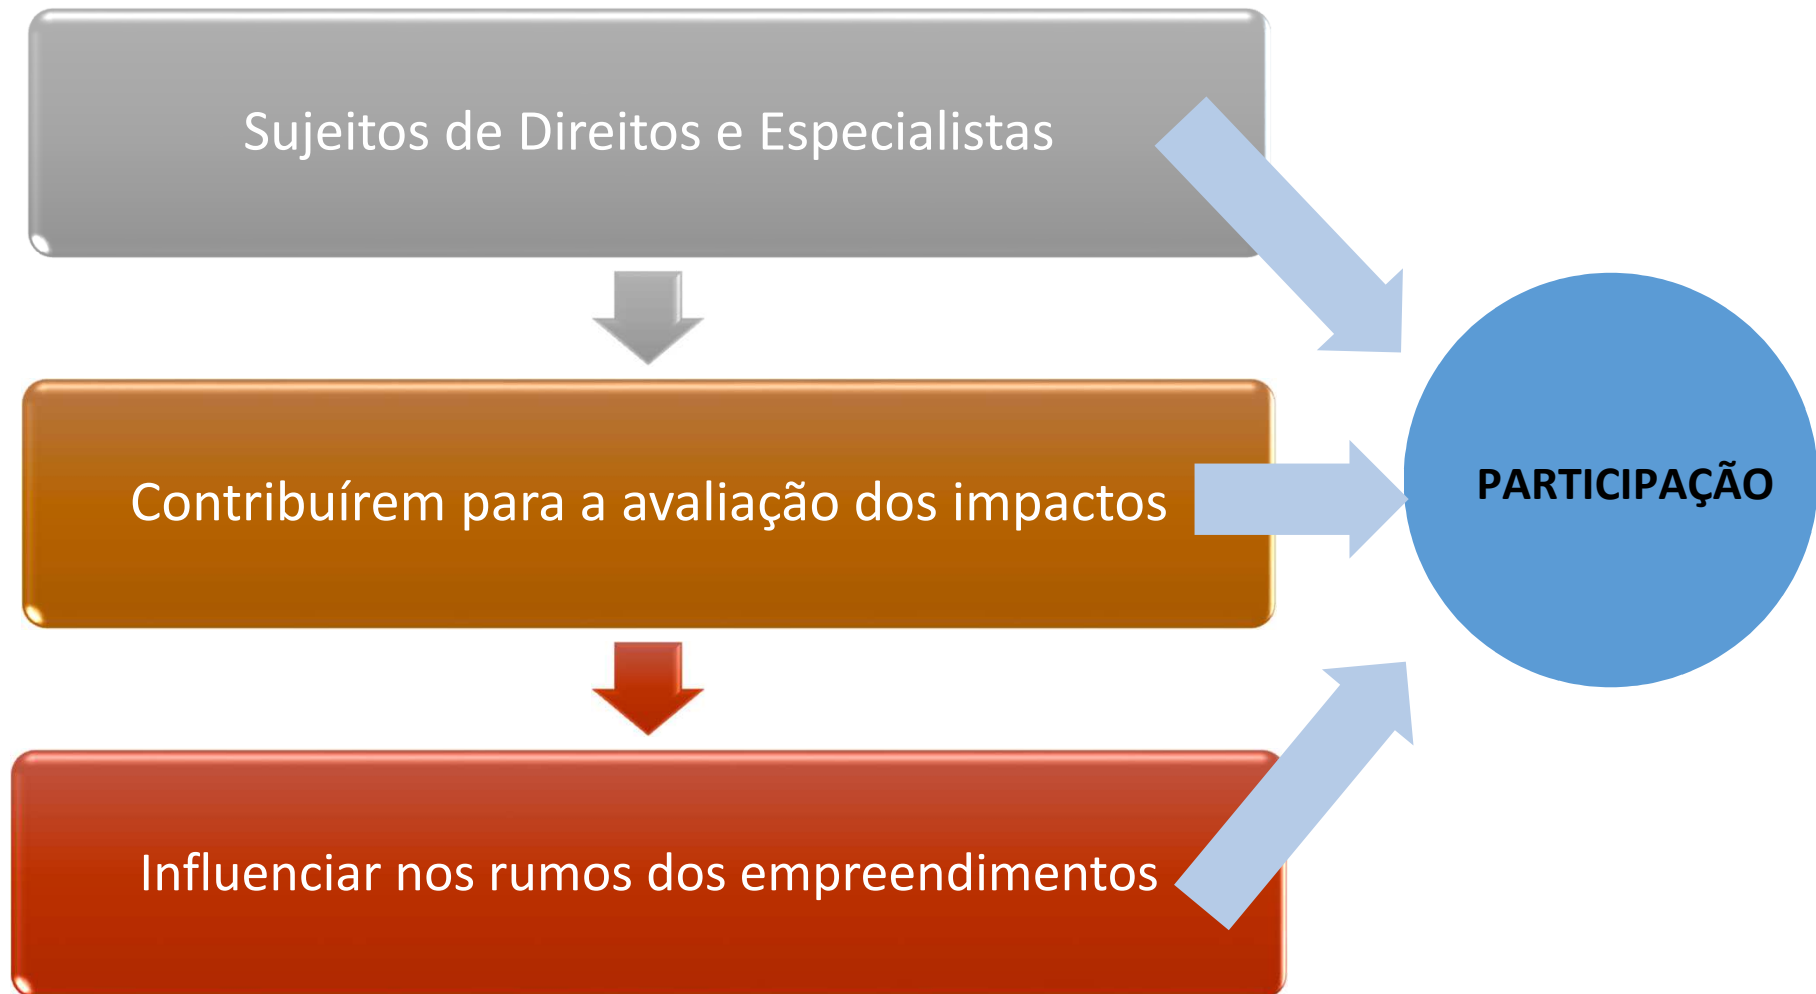 Sujeitos de Direitos e Especialistas
Contribuírem para a avaliação dos impactos
PARTICIPAÇÃO
Influenciar nos rumos dos empreendimentos